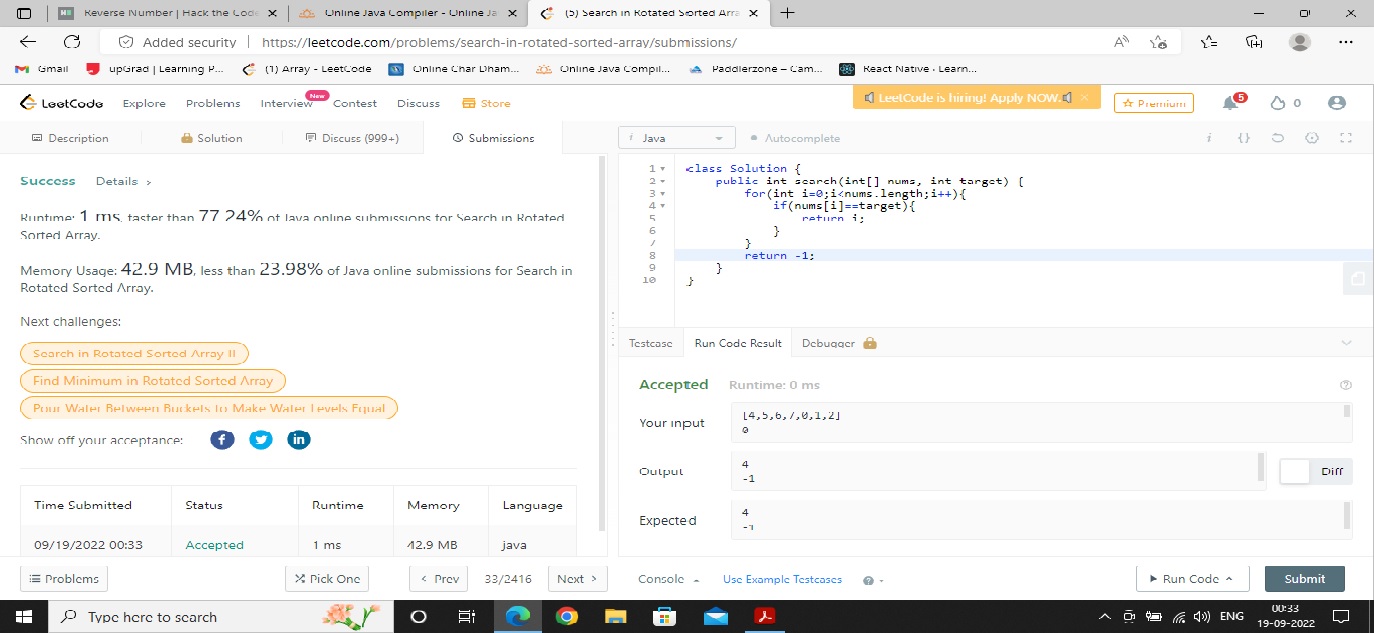 Reverse Number | Hack the Code
Online Java Compiler - Online Ja
(5) Search in Rotated Sorted Arra
Added security
https://leetcode.com/problems/search-in-rotated-sorted-array/submissions/
Gmail
upGrad | Learning P...
(1) Array - LeetCode
Online Char Dham...
Online Java Compil...
Paddlerzone – Cam...
React Native · Learn...
LeetCode
Explore
Problems
Interview
New
Contest
Discuss
Store
LeetCode is hiring! Apply NOW.
Premium
5
0
Description
Solution
Discuss (999+)
Submissions
Java
Autocomplete
Success
Details >
Runtime: 1 ms, faster than 77.24% of Java online submissions for Search in Rotated
Sorted Array.
Memory Usage: 42.9 MB, less than 23.98% of Java online submissions for Search in
Rotated Sorted Array.
Next challenges:
Search in Rotated Sorted Array II
Find Minimum in Rotated Sorted Array
Pour Water Between Buckets to Make Water Levels Equal
Show off your acceptance:
Time Submitted Status Runtime Memory Language
09/19/2022 00:33 Accepted 1 ms 42.9 MB java
1 class Solution {
2 public int search(int[] nums, int target) {
3 for(int i=0;i<nums.length;i++){
4 if(nums[i]==target){
5 return i;
6 }
7 }
8 return -1;
9 }
10 }
Testcase
Run Code Result
Debugger
Accepted
Runtime: 0 ms
Your input
[4,5,6,7,0,1,2]
0
Output
4
-1
Diff
Expected
4
-1
Problems
Pick One
< Prev
33/2416
Next >
Console
Use Example Testcases
Run Code
Submit
Type here to search
ENG
00:33
19-09-2022